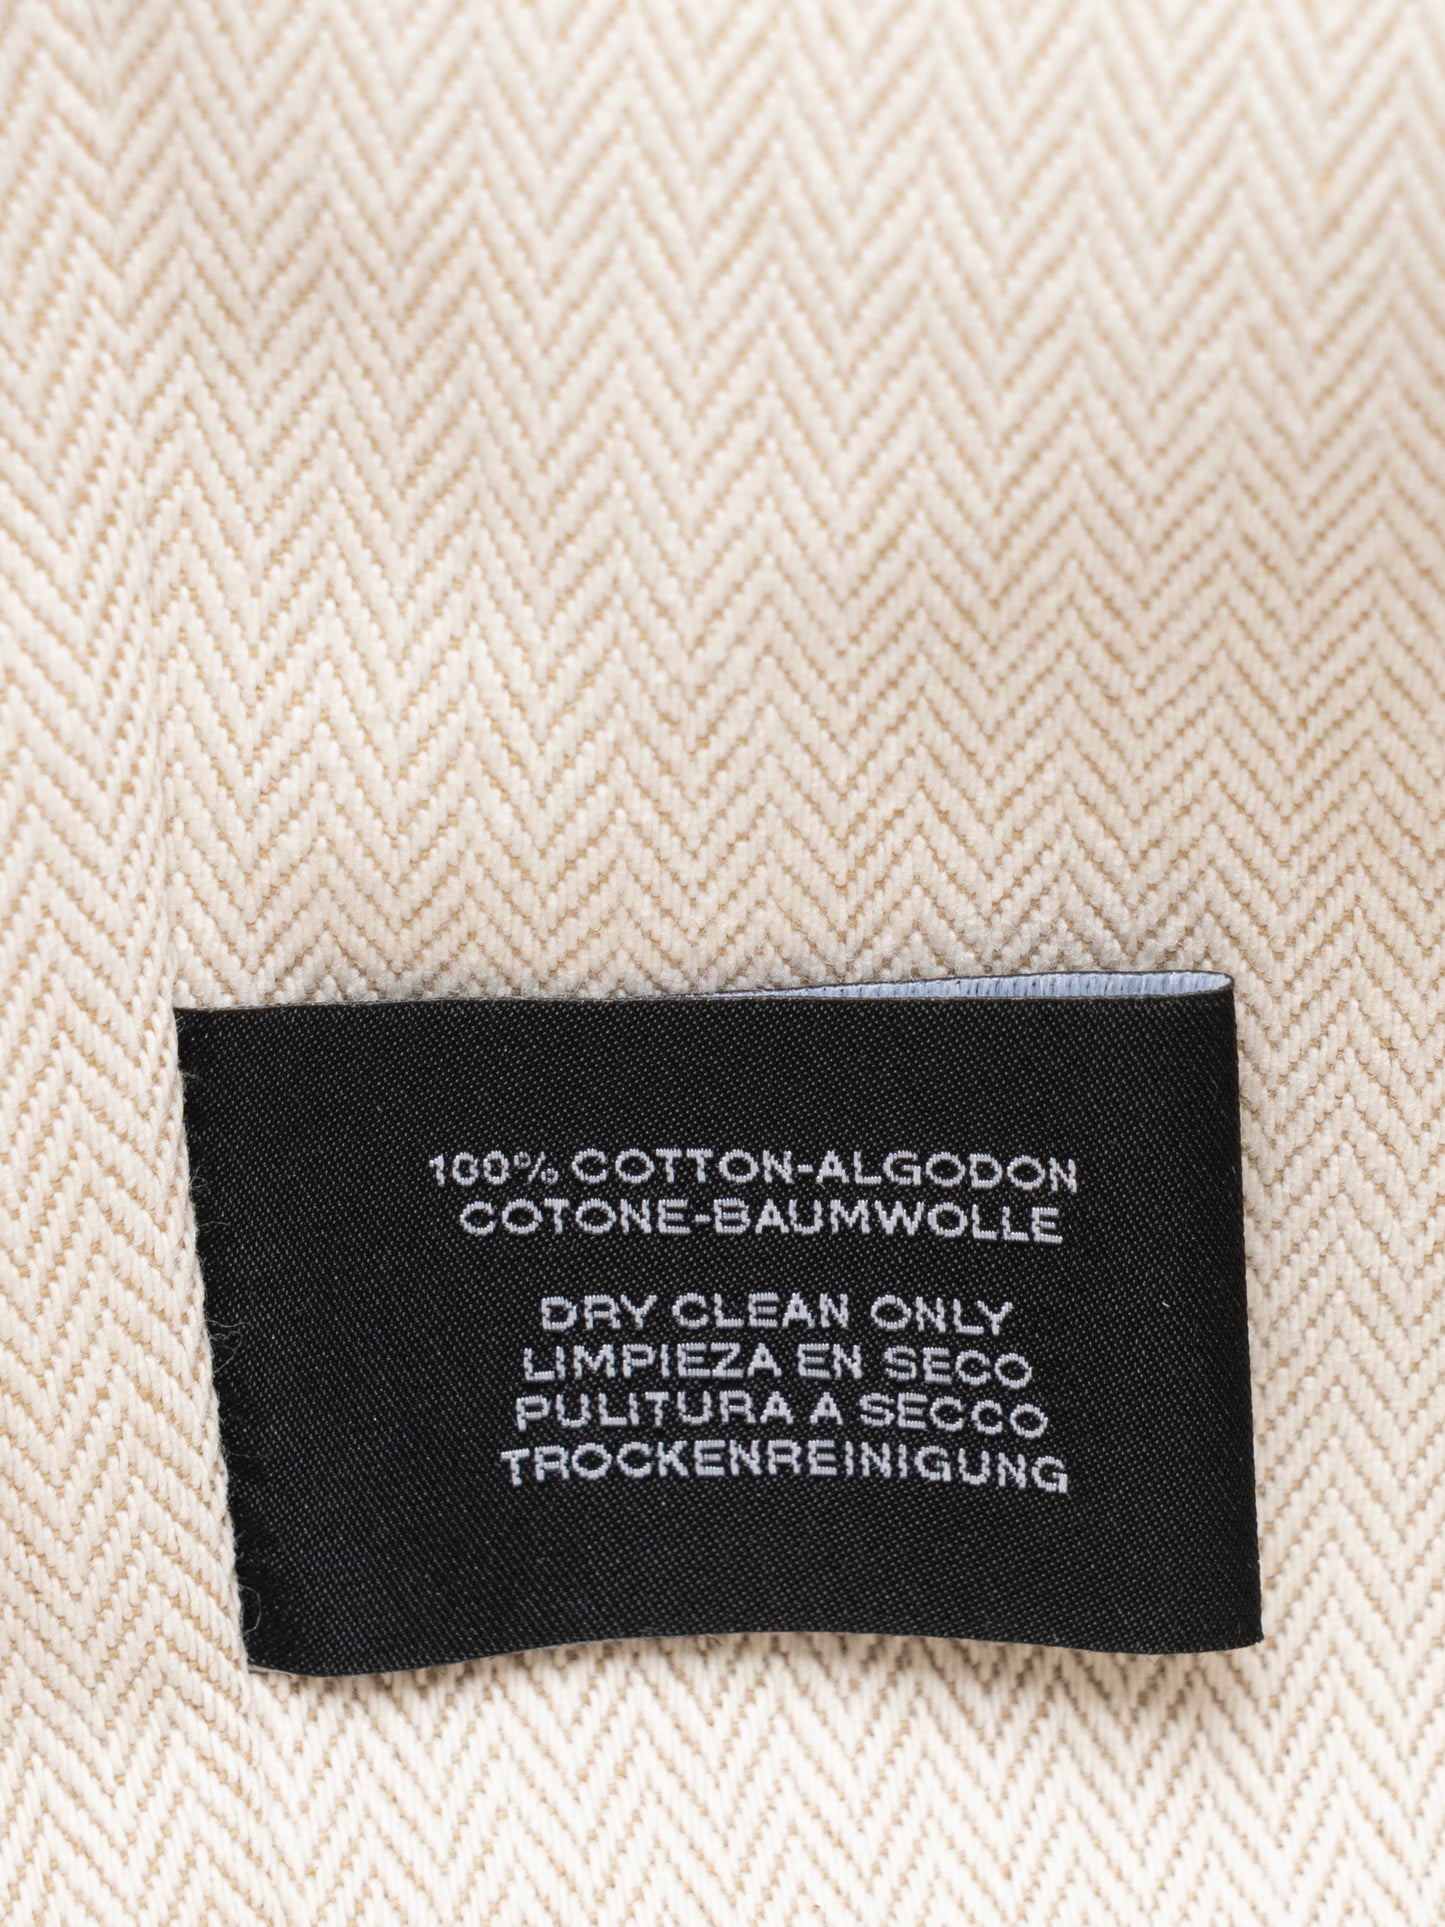 100% COTTON-ALGODON
COTONE-BAUMWOLLE
DRY CLEAN ONLY
LIMPIEZA EN SECO
PULITURA A SECCO
TROCKENREINIGUNG